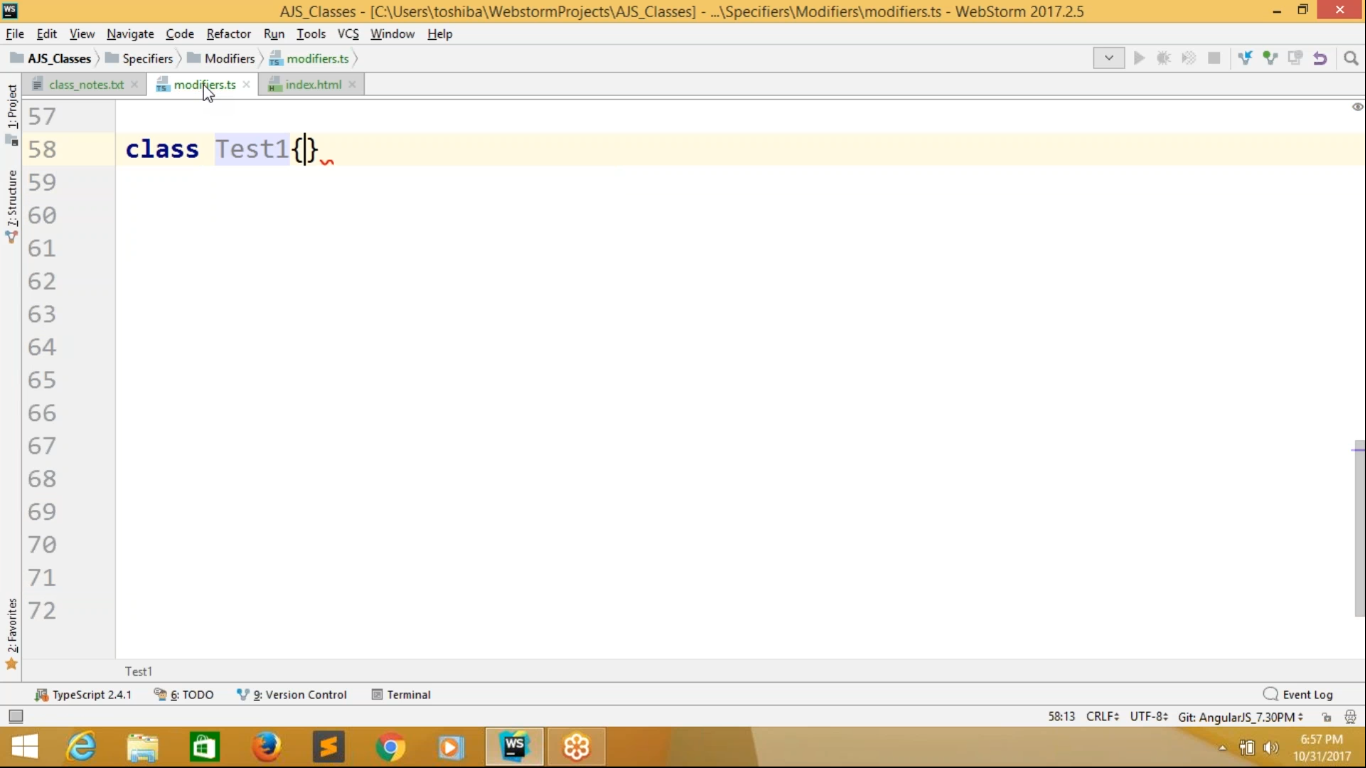 WS AJS_Classes - [C:\Users\toshiba\WebstormProjects\AJS_Classes] - ...\Specifiers\Modifiers\modifiers.ts - WebStorm 2017.2.5
File Edit View Navigate Code Refactor Run Tools VCS Window Help
AJS_Classes Specifiers Modifiers TS modifiers.ts
class_notes.txt TS modifiers.ts H index.html
1: Project
7: Structure
2: Favorites
57
58 class Test1{}
59
60
61
62
63
64
65
66
67
68
69
70
71
72
Test1
TypeScript 2.4.1 6: TODO 9: Version Control Terminal Event Log
58:13 CRLF UTF-8 Git: AngularJS_7.30PM
WS
6:57 PM
10/31/2017